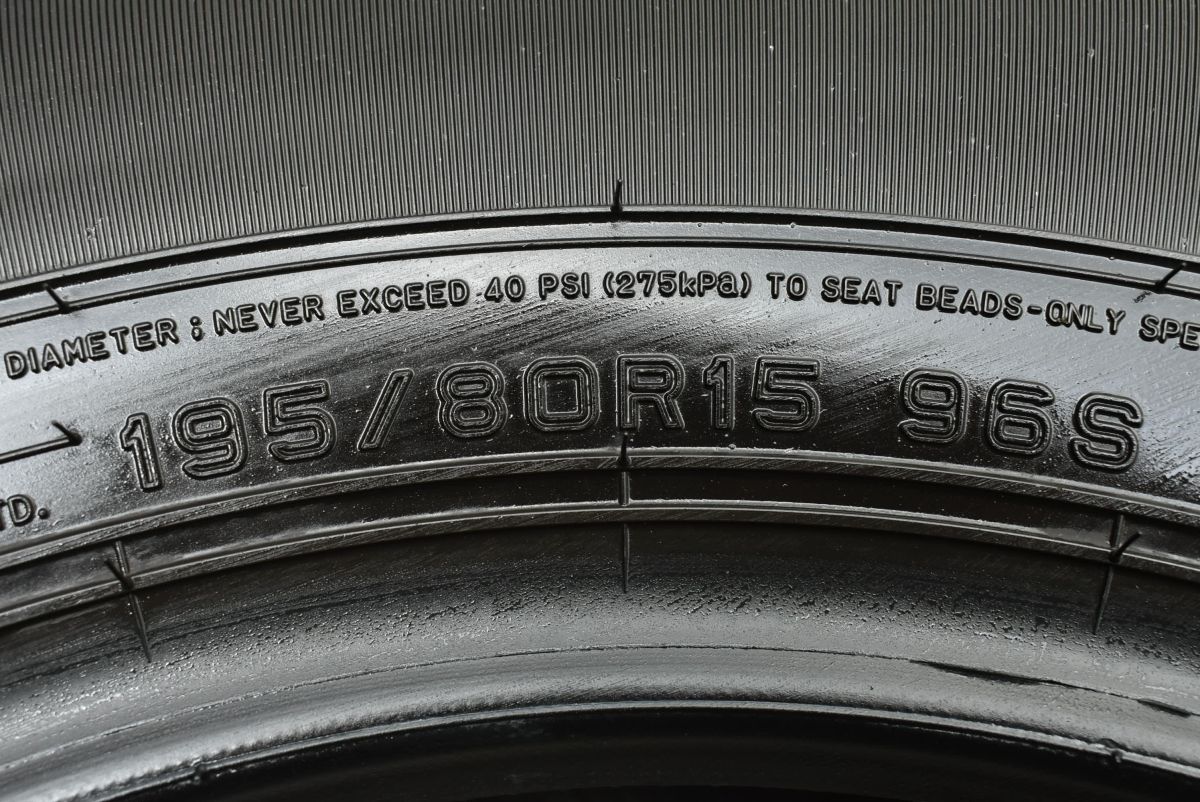 DIAMETER ; NEVER EXCEED 40 PSI (275kPa) TO SEAT BEADS-ONLY SPE
195/80R15 96S
TD.